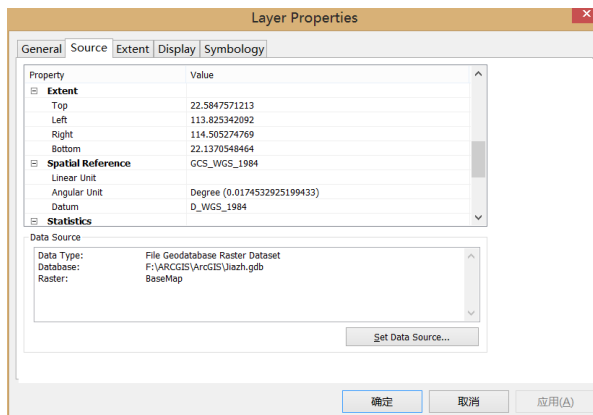 Layer Properties
General Source Extent Display Symbology
Property Value
Extent
Top 22.5847571213
Left 113.825342092
Right 114.505274769
Bottom 22.1370548464
Spatial Reference GCS_WGS_1984
Linear Unit
Angular Unit Degree (0.0174532925199433)
Datum D_WGS_1984
Statistics
Data Source
Data Type: File Geodatabase Raster Dataset
Database: F:\ARCGIS\ArcGIS\Jiazh.gdb
Raster: BaseMap
Set Data Source...
确定 取消 应用(A)